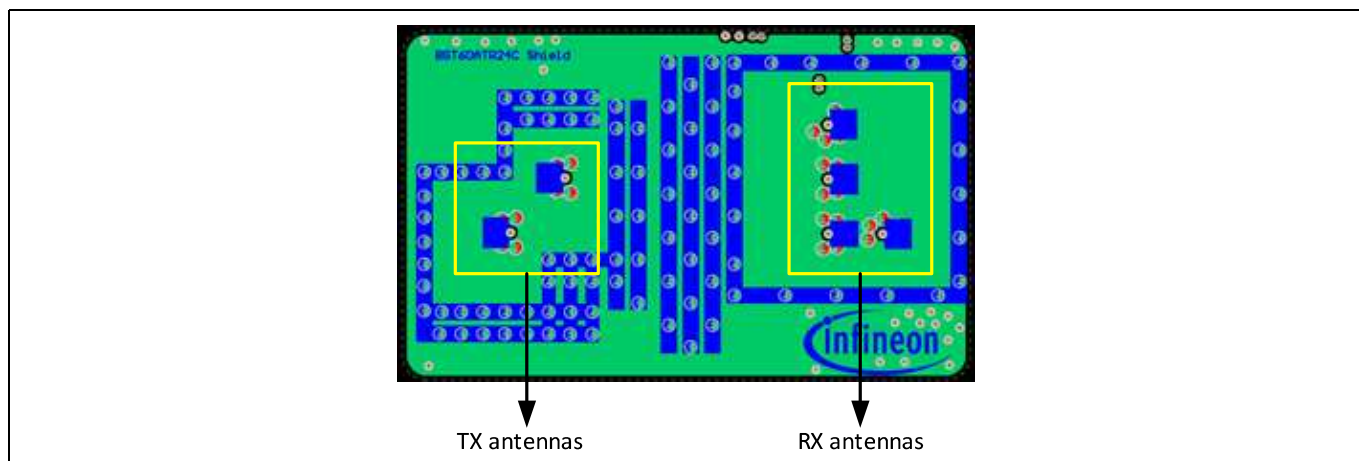 BGT60ATR24C Shield
infineon
TX antennas
RX antennas